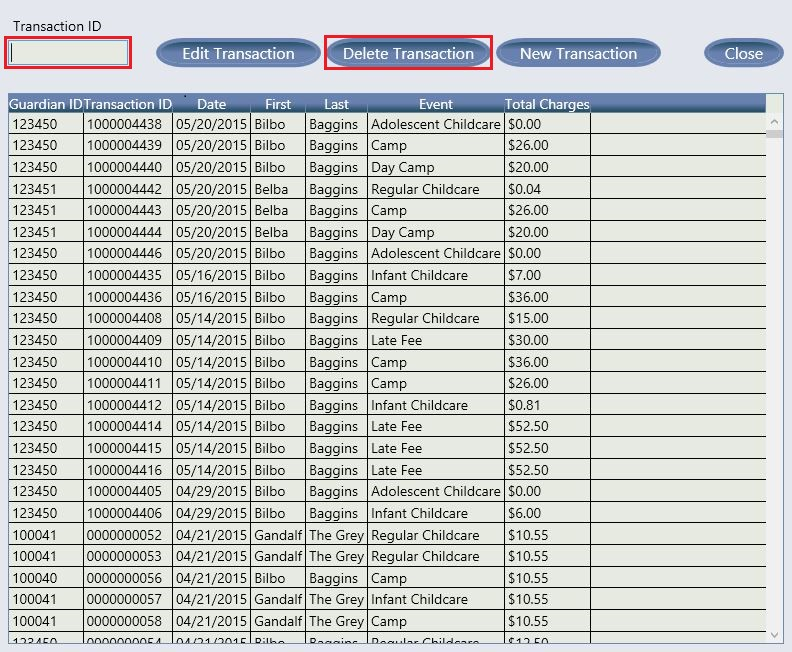 Transaction ID
Edit Transaction Delete Transaction New Transaction Close
Guardian ID Transaction ID Date First Last Event Total Charges
123450 1000004438 05/20/2015 Bilbo Baggins Adolescent Childcare $0.00
123450 1000004439 05/20/2015 Bilbo Baggins Camp $26.00
123450 1000004440 05/20/2015 Bilbo Baggins Day Camp $20.00
123451 1000004442 05/20/2015 Belba Baggins Regular Childcare $0.04
123451 1000004443 05/20/2015 Belba Baggins Camp $26.00
123451 1000004444 05/20/2015 Belba Baggins Day Camp $20.00
123450 1000004446 05/20/2015 Bilbo Baggins Adolescent Childcare $0.00
123450 1000004435 05/16/2015 Bilbo Baggins Infant Childcare $7.00
123450 1000004436 05/16/2015 Bilbo Baggins Camp $36.00
123450 1000004408 05/14/2015 Bilbo Baggins Regular Childcare $15.00
123450 1000004409 05/14/2015 Bilbo Baggins Late Fee $30.00
123450 1000004410 05/14/2015 Bilbo Baggins Camp $36.00
123450 1000004411 05/14/2015 Bilbo Baggins Camp $26.00
123450 1000004412 05/14/2015 Bilbo Baggins Infant Childcare $0.81
123450 1000004414 05/14/2015 Bilbo Baggins Late Fee $52.50
123450 1000004415 05/14/2015 Bilbo Baggins Late Fee $52.50
123450 1000004416 05/14/2015 Bilbo Baggins Late Fee $52.50
123450 1000004405 04/29/2015 Bilbo Baggins Adolescent Childcare $0.00
123450 1000004406 04/29/2015 Bilbo Baggins Infant Childcare $6.00
100041 0000000052 04/21/2015 Gandalf The Grey Regular Childcare $10.55
100041 0000000053 04/21/2015 Gandalf The Grey Regular Childcare $10.55
100040 0000000056 04/21/2015 Bilbo Baggins Camp $10.55
100041 0000000057 04/21/2015 Gandalf The Grey Infant Childcare $10.55
100041 0000000058 04/21/2015 Gandalf The Grey Camp $10.55
123450 0000000054 04/21/2015 Bilbo Baggins Regular Childcare $12.50